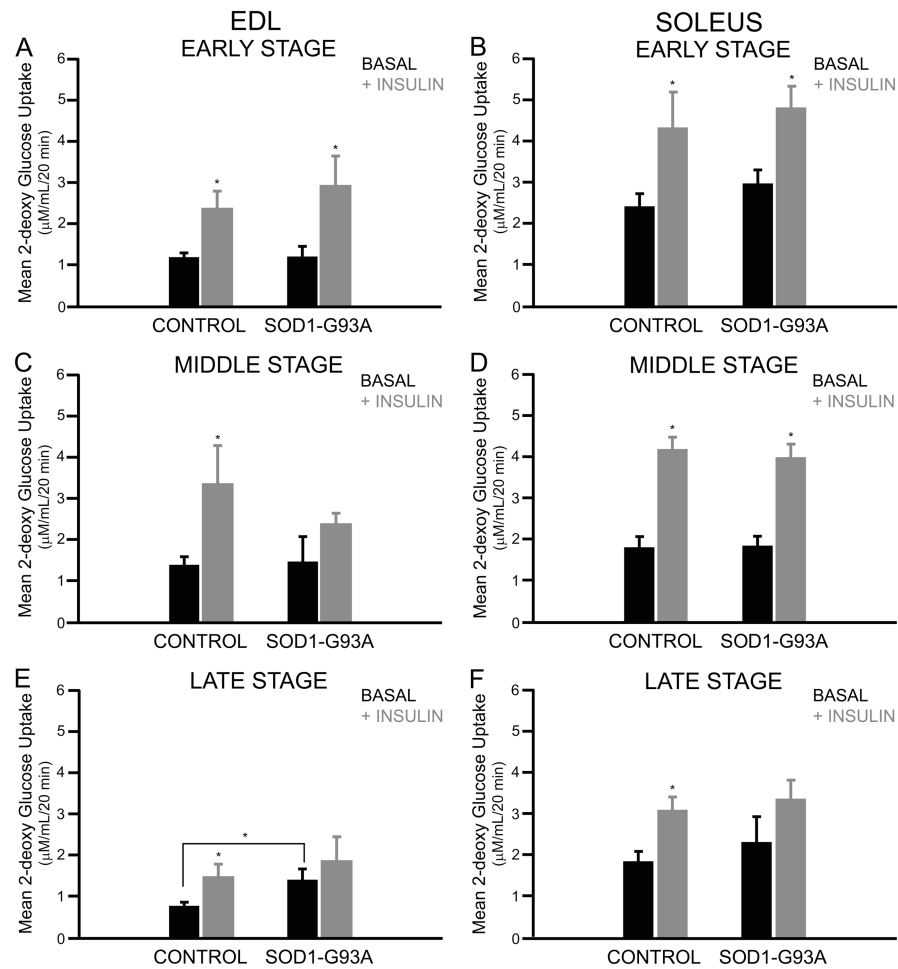 EDL
SOLEUS
A
EARLY STAGE
BASAL
+ INSULIN
Mean 2-deoxy Glucose Uptake
(μM/mL/20 min)
6
5
4
3
2
1
0
*
*
CONTROL
SOD1-G93A
B
EARLY STAGE
BASAL
+ INSULIN
Mean 2-deoxy Glucose Uptake
(μM/mL/20 min)
6
5
4
3
2
1
0
*
*
CONTROL
SOD1-G93A
C
MIDDLE STAGE
BASAL
+ INSULIN
Mean 2-deoxy Glucose Uptake
(μM/mL/20 min)
6
5
4
3
2
1
0
*
CONTROL
SOD1-G93A
D
MIDDLE STAGE
BASAL
+ INSULIN
Mean 2-dexoy Glucose Uptake
(μM/mL/20 min)
6
5
4
3
2
1
0
*
*
CONTROL
SOD1-G93A
E
LATE STAGE
BASAL
+ INSULIN
Mean 2-deoxy Glucose Uptake
(μM/mL/20 min)
6
5
4
3
2
1
0
*
*
CONTROL
SOD1-G93A
F
LATE STAGE
BASAL
+ INSULIN
Mean 2-deoxy Glucose Uptake
(μM/mL/20 min)
6
5
4
3
2
1
0
*
CONTROL
SOD1-G93A